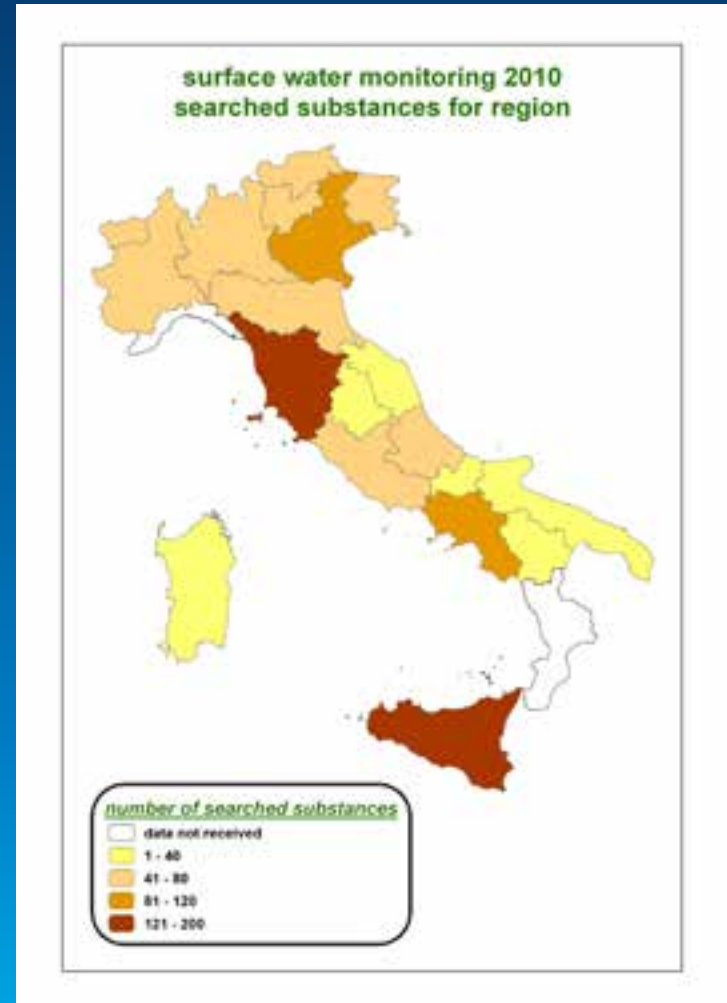 surface water monitoring 2010
searched substances for region
number of searched substances
data not received
1 - 40
41 - 80
81 - 120
121 - 200